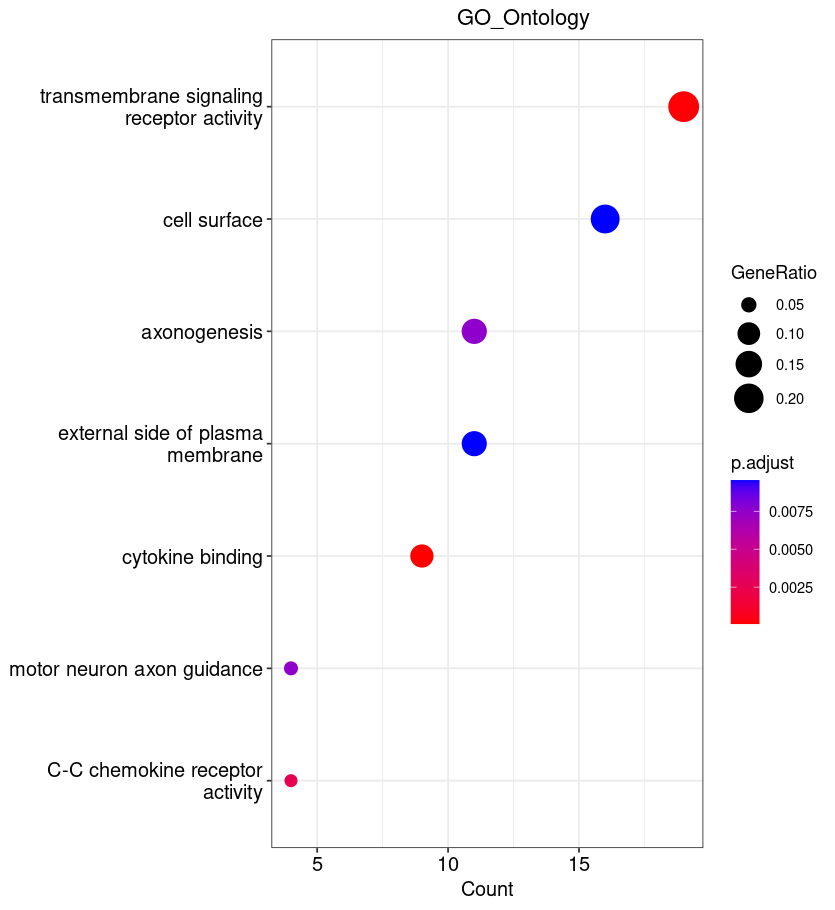 GO_Ontology
transmembrane signaling
receptor activity
cell surface
axonogenesis
external side of plasma
membrane
cytokine binding
motor neuron axon guidance
C-C chemokine receptor
activity
5
10
15
Count
GeneRatio
0.05
0.10
0.15
0.20
p.adjust
0.0075
0.0050
0.0025